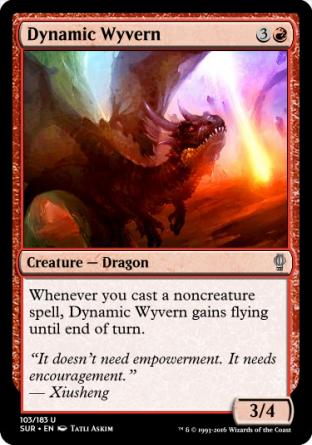 Dynamic Wyvern 3
Creature — Dragon
Whenever you cast a noncreature
spell, Dynamic Wyvern gains flying
until end of turn.
"It doesn't need empowerment. It needs
encouragement."
— Xiusheng
3/4
103/183 U
SUR • EN Tatli Askim
™ & © 1993-2016 Wizards of the Coast